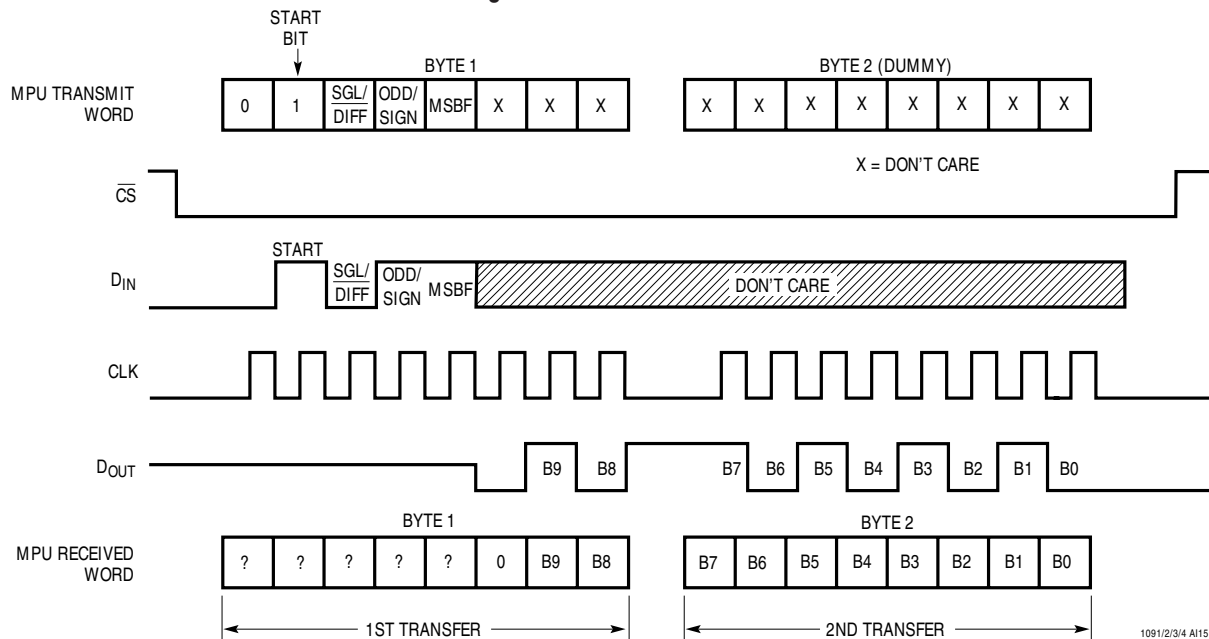 START
BIT
BYTE 1
BYTE 2 (DUMMY)
MPU TRANSMIT
WORD
0 1 SGL/
DIFF ODD/
SIGN MSBF X X X
X X X X X X X X
X = DON'T CARE
CS
START
DIN
SGL/
DIFF ODD/
SIGN MSBF
DON'T CARE
CLK
DOUT
B9 B8 B7 B6 B5 B4 B3 B2 B1 B0
BYTE 1
BYTE 2
MPU RECEIVED
WORD
? ? ? ? ? 0 B9 B8
B7 B6 B5 B4 B3 B2 B1 B0
1ST TRANSFER
2ND TRANSFER
1091/2/3/4 AI15